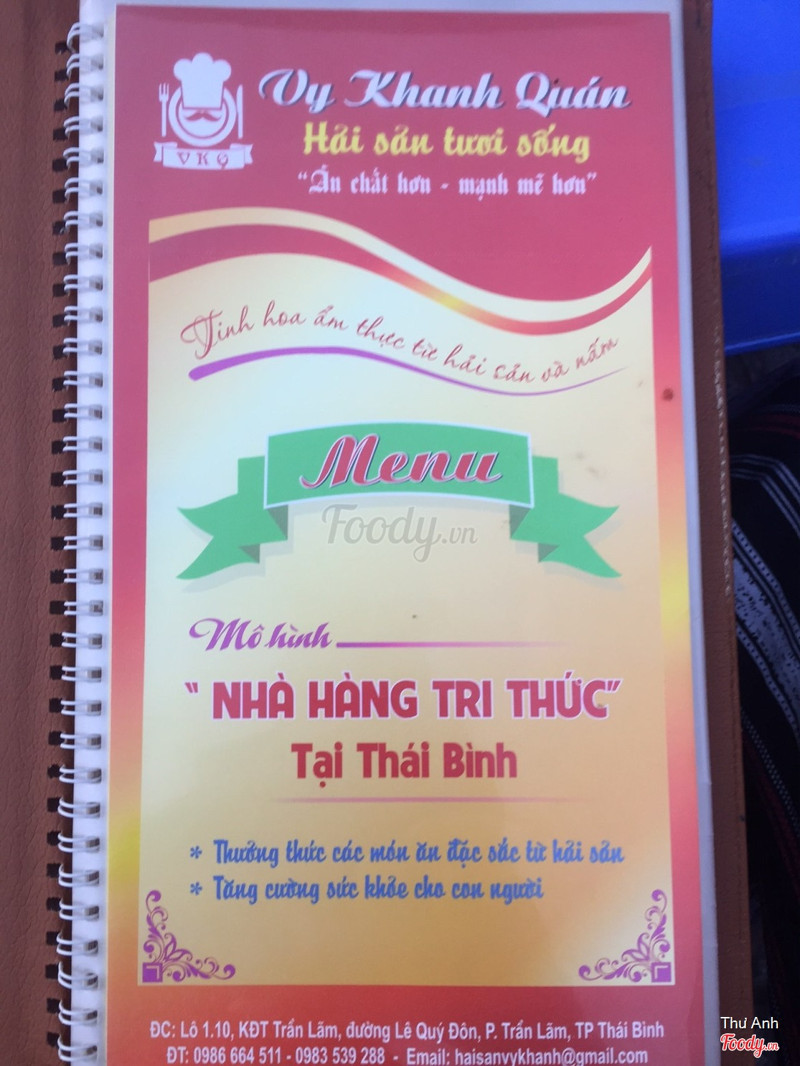 Vy Khanh Quán
VKQ
Hải sản tươi sống
"Ăn chất hơn - mạnh mẽ hơn"
Tinh hoa ẩm thực từ hải sản và nấm
Menu
Foody.vn
Mô hình
" NHÀ HÀNG TRI THỨC"
Tại Thái Bình
* Thưởng thức các món ăn đặc sắc từ hải sản
* Tăng cường sức khỏe cho con người
ĐC: Lô 1.10, KĐT Trần Lãm, đường Lê Quý Đôn, P. Trần Lãm, TP Thái Bình
ĐT: 0986 664 511 - 0983 539 288 - Email: haisanvykhanh@gmail.com
Thư Anh
Foody.vn